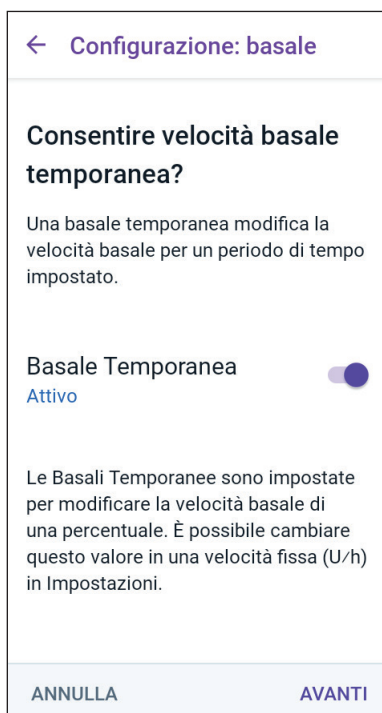 Configurazione: basale
Consentire velocità basale
temporanea?
Una basale temporanea modifica la
velocità basale per un periodo di tempo
impostato.
Basale Temporanea
Attivo
Le Basali Temporanee sono impostate
per modificare la velocità basale di
una percentuale. È possibile cambiare
questo valore in una velocità fissa (U/h)
in Impostazioni.
ANNULLA AVANTI